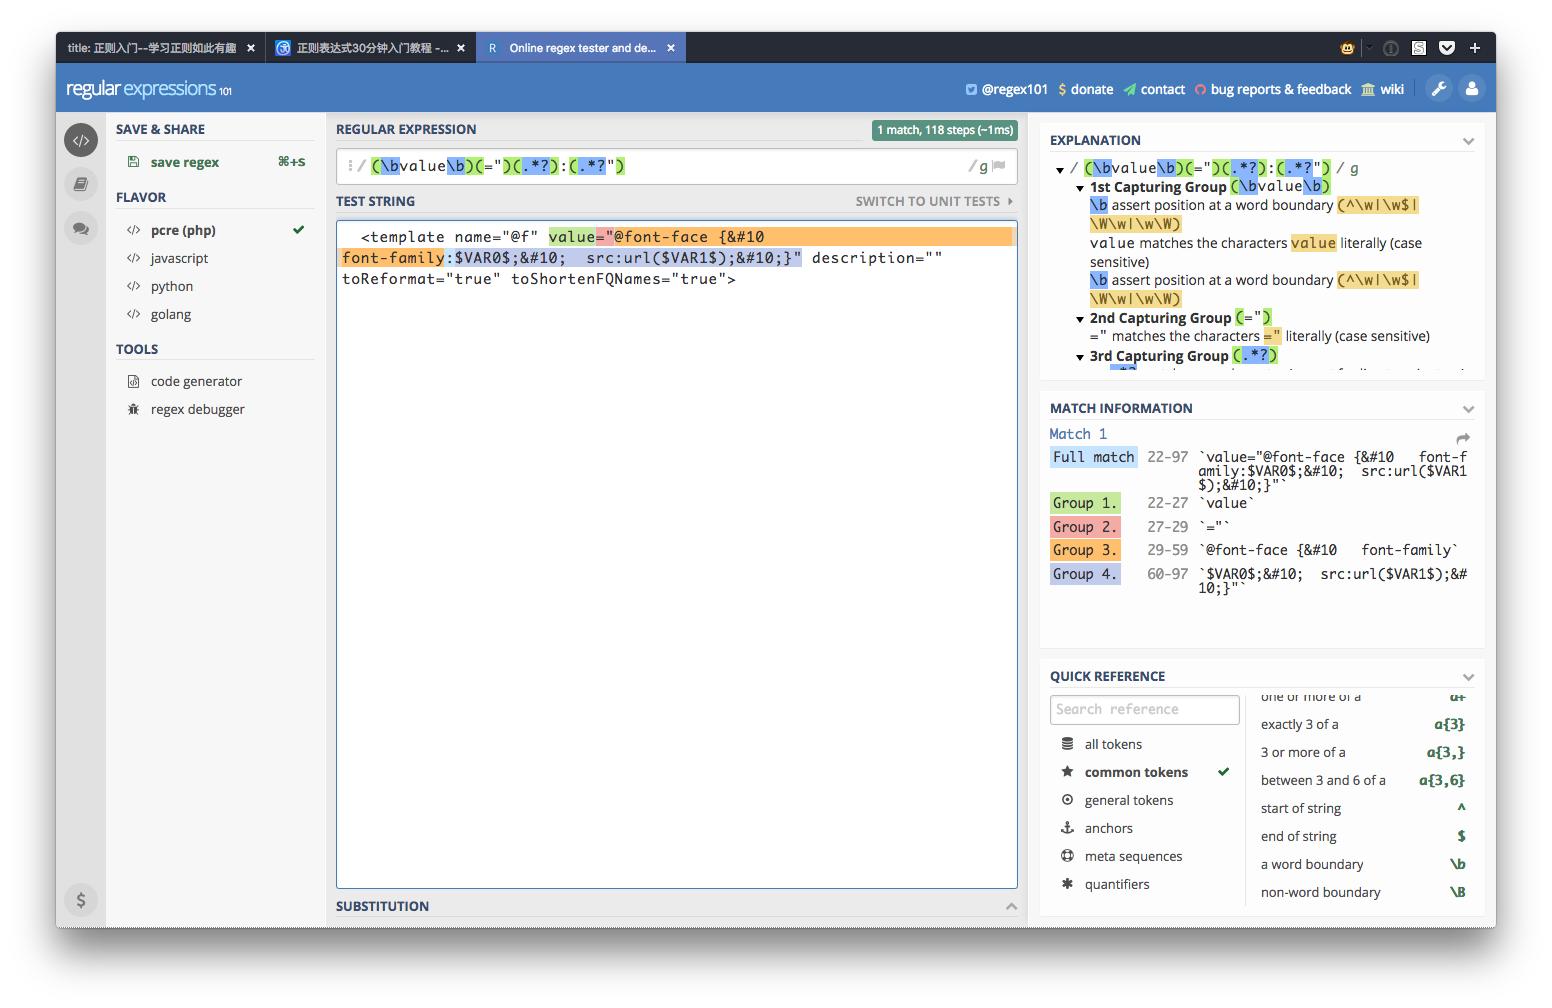 title: 正则入门--学习正则如此有趣 ×
正则表达式30分钟入门教程 -... ×
R Online regex tester and de... ×
regular expressions 101
@regex101
$ donate
contact
bug reports & feedback
wiki
SAVE & SHARE
save regex ⌘+S
FLAVOR
</> pcre (php)
</> javascript
</> python
</> golang
TOOLS
code generator
regex debugger
$
REGULAR EXPRESSION
1 match, 118 steps (~1ms)
/ (\bvalue\b)(=")(.*?):(.*?") / g
TEST STRING
SWITCH TO UNIT TESTS
<template name="@f" value="@font-face {&#10
font-family:$VAR0$;&#10;  src:url($VAR1$);&#10;}" description=""
toReformat="true" toShortenFQNames="true">
SUBSTITUTION
EXPLANATION
/ (\bvalue\b)(=")(.*?):(.*?") / g
1st Capturing Group (\bvalue\b)
\b assert position at a word boundary (^\w|\w$|
\W\w|\w\W)
value matches the characters value literally (case
sensitive)
\b assert position at a word boundary (^\w|\w$|
\W\w|\w\W)
2nd Capturing Group (=")
=" matches the characters =" literally (case sensitive)
3rd Capturing Group (.*?)
MATCH INFORMATION
Match 1
Full match 22-97 `value="@font-face {&#10   font-f
amily:$VAR0$;&#10;  src:url($VAR1
$);&#10;}"`
Group 1. 22-27 `value`
Group 2. 27-29 `="`
Group 3. 29-59 `@font-face {&#10   font-family`
Group 4. 60-97 `$VAR0$;&#10;  src:url($VAR1$);&#
10;}"`
QUICK REFERENCE
Search reference
all tokens
common tokens
general tokens
anchors
meta sequences
quantifiers
one or more of a a+
exactly 3 of a a{3}
3 or more of a a{3,}
between 3 and 6 of a a{3,6}
start of string ^
end of string $
a word boundary \b
non-word boundary \B